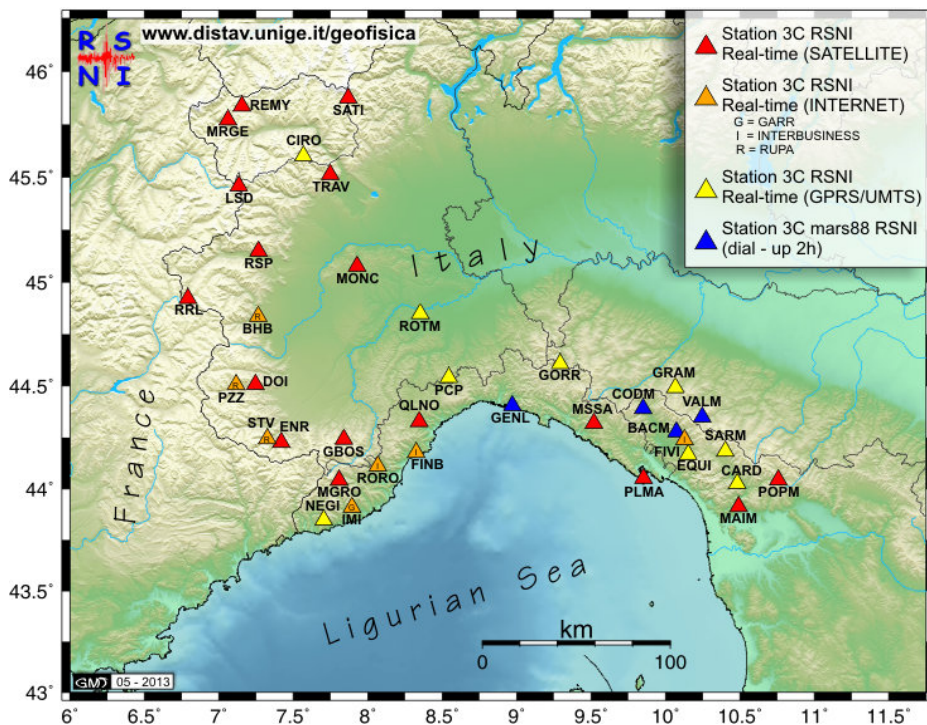 R S
N I
www.distav.unige.it/geofisica
Station 3C RSNI
Real-time (SATELLITE)
Station 3C RSNI
Real-time (INTERNET)
G = GARR
I = INTERBUSINESS
R = RUPA
Station 3C RSNI
Real-time (GPRS/UMTS)
Station 3C mars88 RSNI
(dial - up 2h)
46˚
45.5˚
45˚
44.5˚
44˚
43.5˚
43˚
REMY
SATI
MRGE
CIRO
TRAV
LSD
RSP
MONC
Italy
RRL
R
BHB
ROTM
R
PZZ
DOI
PCP
GORR
GRAM
QLNO
GENL
MSSA
CODM
VALM
STV
R
ENR
GBOS
BACM
FIVI
SARM
EQUI
FINB
RORO
CARD
France
MGRO
PLMA
POPM
NEGI
G
IMI
MAIM
Ligurian Sea
km
0 100
GMD 05 - 2013
6˚ 6.5˚ 7˚ 7.5˚ 8˚ 8.5˚ 9˚ 9.5˚ 10˚ 10.5˚ 11˚ 11.5˚